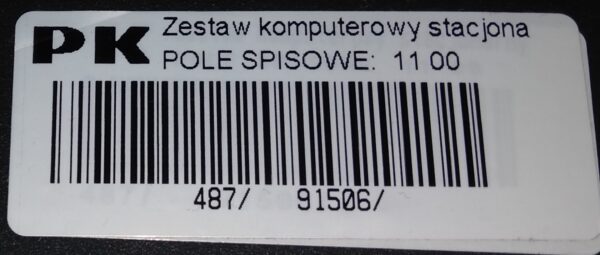 PK Zestaw komputerowy stacjona
POLE SPISOWE: 11 00
487/ 91506/